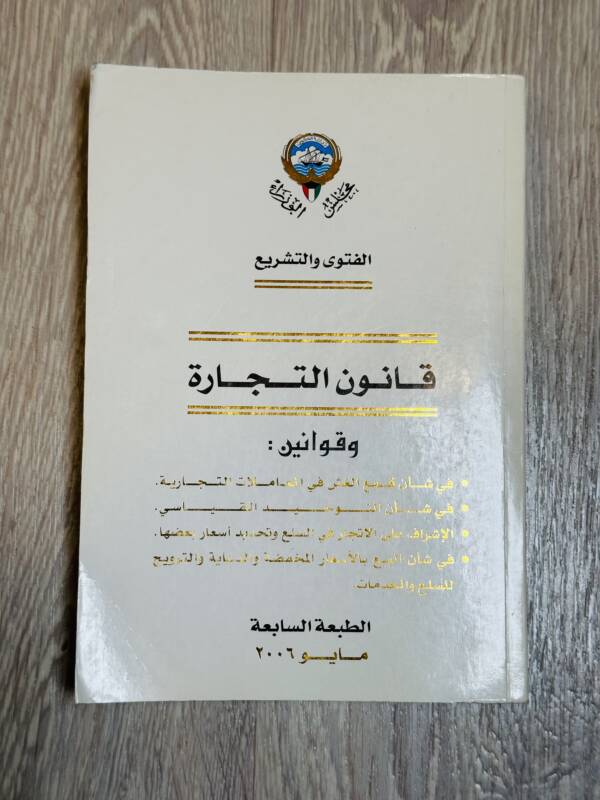 مجلس الوزراء
الفتوى والتشريع
قانون التجارة
وقوانين :
• في شأن قمع الغش في المعاملات التجارية.
• في شأن التوحيد القياسي.
• الإشراف على الاتجار في السلع وتحديد أسعار بعضها.
• في شأن البيع بالأسعار المخفضة والدعاية والترويج
للسلع والخدمات.
الطبعة السابعة
مايو ٢٠٠٦